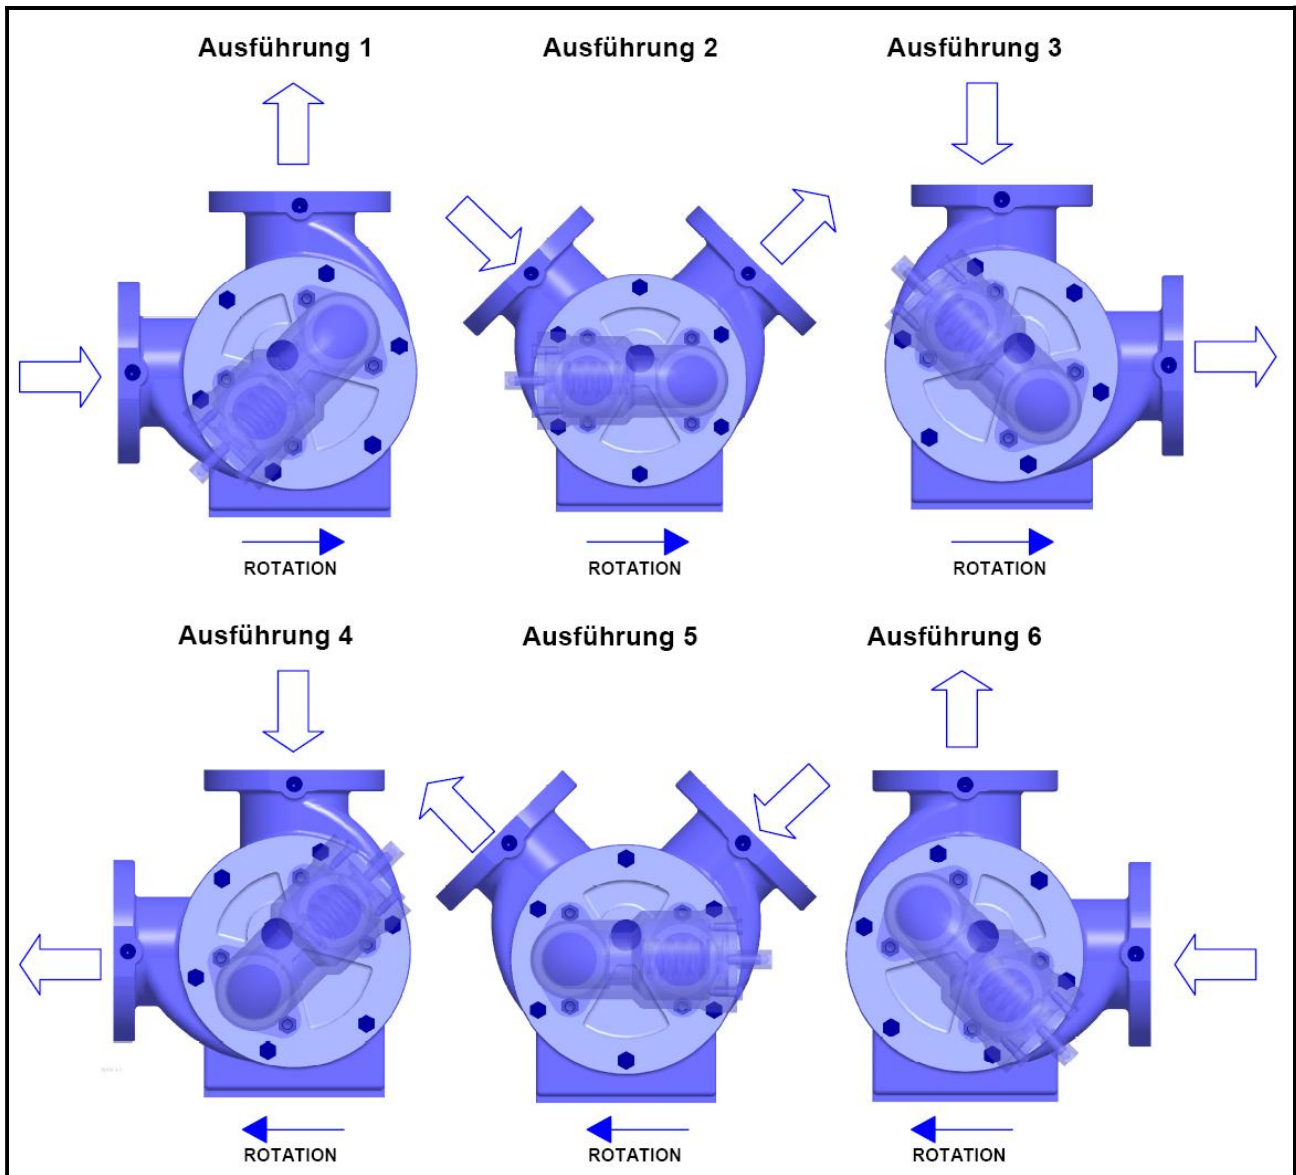 Ausführung 1
Ausführung 2
Ausführung 3
ROTATION
ROTATION
ROTATION
Ausführung 4
Ausführung 5
Ausführung 6
ROTATION
ROTATION
ROTATION